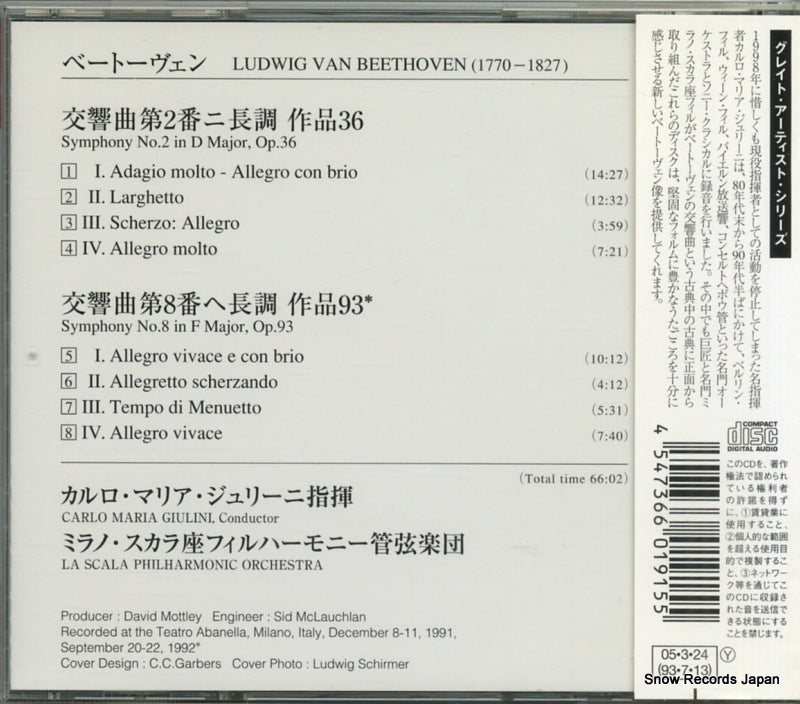 ベートーヴェン LUDWIG VAN BEETHOVEN (1770－1827)
交響曲第2番ニ長調 作品36
Symphony No.2 in D Major, Op.36
1 I. Adagio molto - Allegro con brio (14:27)
2 II. Larghetto (12:32)
3 III. Scherzo: Allegro (3:59)
4 IV. Allegro molto (7:21)
交響曲第8番ヘ長調 作品93*
Symphony No.8 in F Major, Op.93
5 I. Allegro vivace e con brio (10:12)
6 II. Allegretto scherzando (4:12)
7 III. Tempo di Menuetto (5:31)
8 IV. Allegro vivace (7:40)
(Total time 66:02)
カルロ・マリア・ジュリーニ指揮
CARLO MARIA GIULINI, Conductor
ミラノ・スカラ座フィルハーモニー管弦楽団
LA SCALA PHILHARMONIC ORCHESTRA
Producer : David Mottley Engineer : Sid McLauchlan
Recorded at the Teatro Abanella, Milano, Italy, December 8-11, 1991,
September 20-22, 1992*
Cover Design : C.C.Garbers Cover Photo : Ludwig Schirmer
グレイト・アーティスト・シリーズ
1998年に惜しくも現役指揮者としての活動を停止してしまった名指揮
者カルロ・マリア・ジュリーニは、80年代末から90年代半ばにかけて、ベルリン・
フィル、ウィーン・フィル、バイエルン放送響、コンセルトヘボウ管といった名門オー
ケストラとソニー・クラシカルに録音を行いました。その中でも巨匠と名門ミ
ラノ・スカラ座フィルがベートーヴェンの交響曲という古典中の古典に正面から
取り組んだこれらのディスクは、堅固なフォルムに豊かなうたごころを十分に
感じさせる新しいベートーヴェン像を提供してくれます。
COMPACT
disc
DIGITAL AUDIO
4 547366 019155
このCDを、著作
権法で認められ
ている権利者
の許諾を得ず
に、①賃貸業に
使用すること、
②個人的な範囲
を超える使用目
的で複製するこ
と、③ネットワー
ク等を通じてこ
のCDに収録さ
れた音を送信で
きる状態にする
ことを禁じます。
05・3・24 Y
(93・7・13)
Snow Records Japan